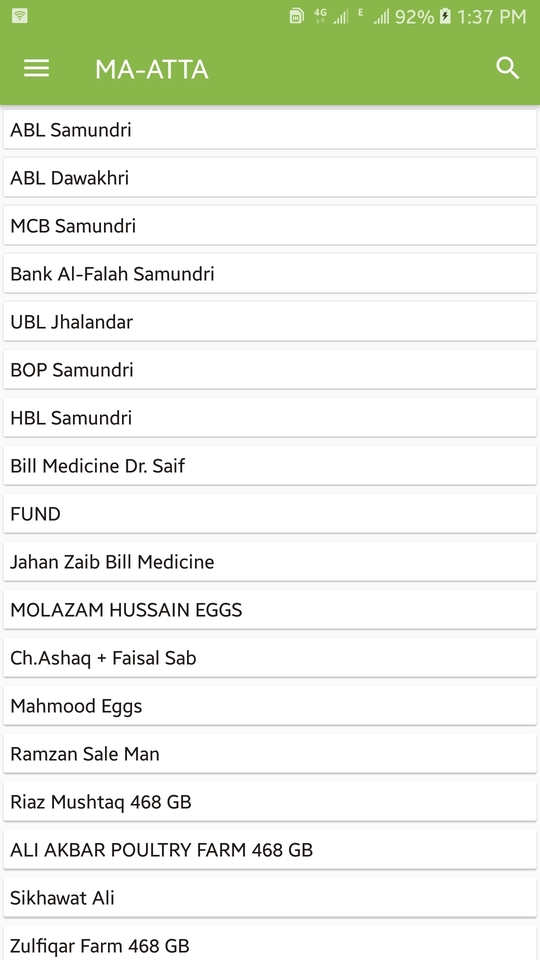 4G E 92% 1:37 PM
MA-ATTA
ABL Samundri
ABL Dawakhri
MCB Samundri
Bank Al-Falah Samundri
UBL Jhalandar
BOP Samundri
HBL Samundri
Bill Medicine Dr. Saif
FUND
Jahan Zaib Bill Medicine
MOLAZAM HUSSAIN EGGS
Ch.Ashaq + Faisal Sab
Mahmood Eggs
Ramzan Sale Man
Riaz Mushtaq 468 GB
ALI AKBAR POULTRY FARM 468 GB
Sikhawat Ali
Zulfiqar Farm 468 GB